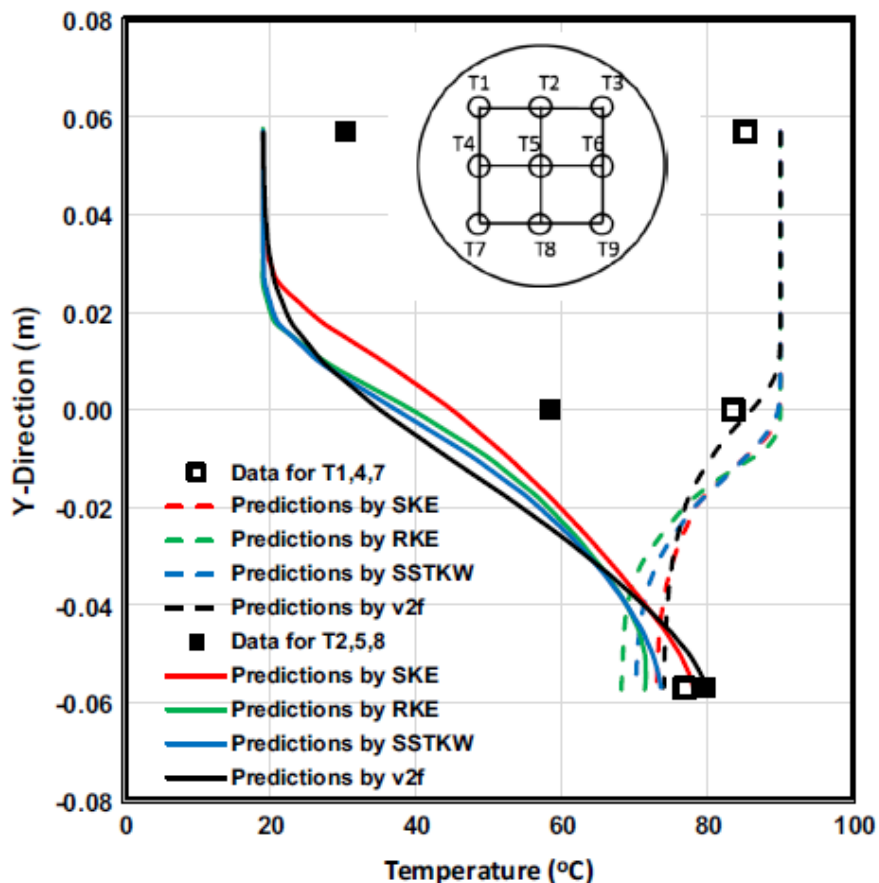 0.08
0.06
0.04
0.02
0.00
-0.02
-0.04
-0.06
-0.08
Y-Direction (m)
T1 T2 T3
T4 T5 T6
T7 T8 T9
Data for T1,4,7
Predictions by SKE
Predictions by RKE
Predictions by SSTKW
Predictions by v2f
Data for T2,5,8
Predictions by SKE
Predictions by RKE
Predictions by SSTKW
Predictions by v2f
0 20 40 60 80 100
Temperature (ºC)